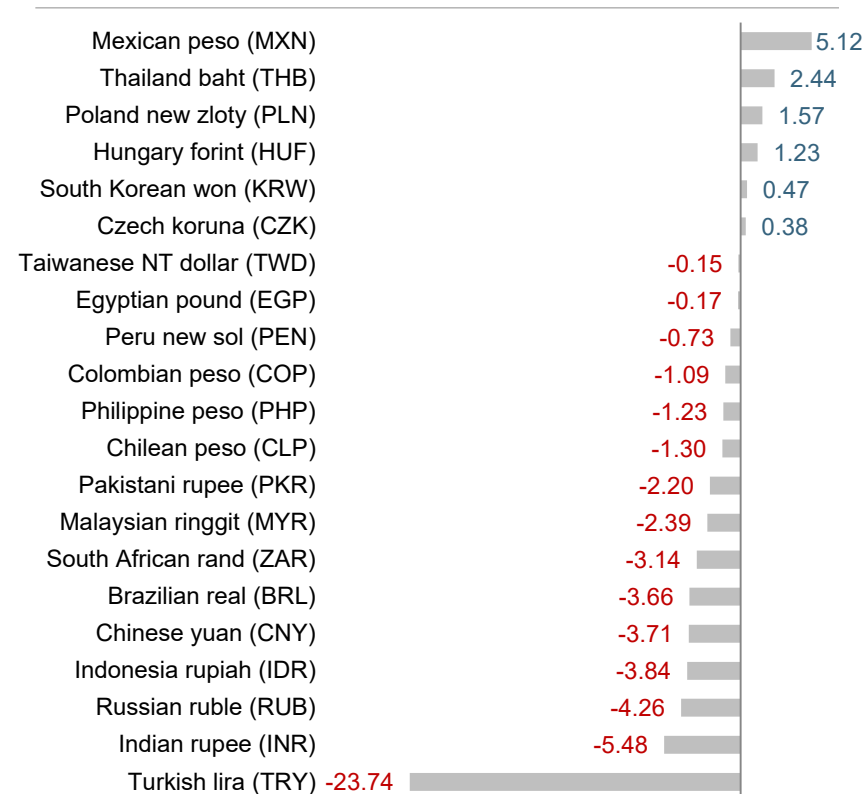 Mexican peso (MXN) 5.12
Thailand baht (THB) 2.44
Poland new zloty (PLN) 1.57
Hungary forint (HUF) 1.23
South Korean won (KRW) 0.47
Czech koruna (CZK) 0.38
Taiwanese NT dollar (TWD) -0.15
Egyptian pound (EGP) -0.17
Peru new sol (PEN) -0.73
Colombian peso (COP) -1.09
Philippine peso (PHP) -1.23
Chilean peso (CLP) -1.30
Pakistani rupee (PKR) -2.20
Malaysian ringgit (MYR) -2.39
South African rand (ZAR) -3.14
Brazilian real (BRL) -3.66
Chinese yuan (CNY) -3.71
Indonesia rupiah (IDR) -3.84
Russian ruble (RUB) -4.26
Indian rupee (INR) -5.48
Turkish lira (TRY) -23.74